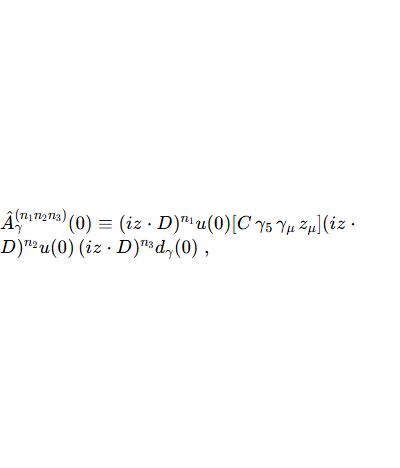 $\hat{A}_{\gamma}^{(n_1 n_2 n_3)}(0) \equiv (iz \cdot D)^{n_1} u(0) [C \, \gamma_5 \, \gamma_\mu \, z_\mu] (iz \cdot$
$D)^{n_2} u(0) \, (iz \cdot D)^{n_3} d_\gamma(0) \ ,$